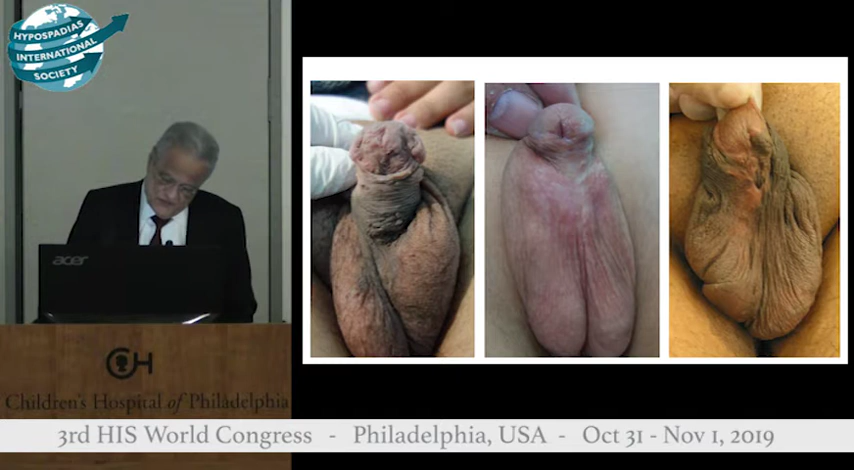 HYPOSPADIAS
INTERNATIONAL
SOCIETY
acer
CH
Children's Hospital of Philadelphia
3rd HIS World Congress - Philadelphia, USA - Oct 31 - Nov 1, 2019